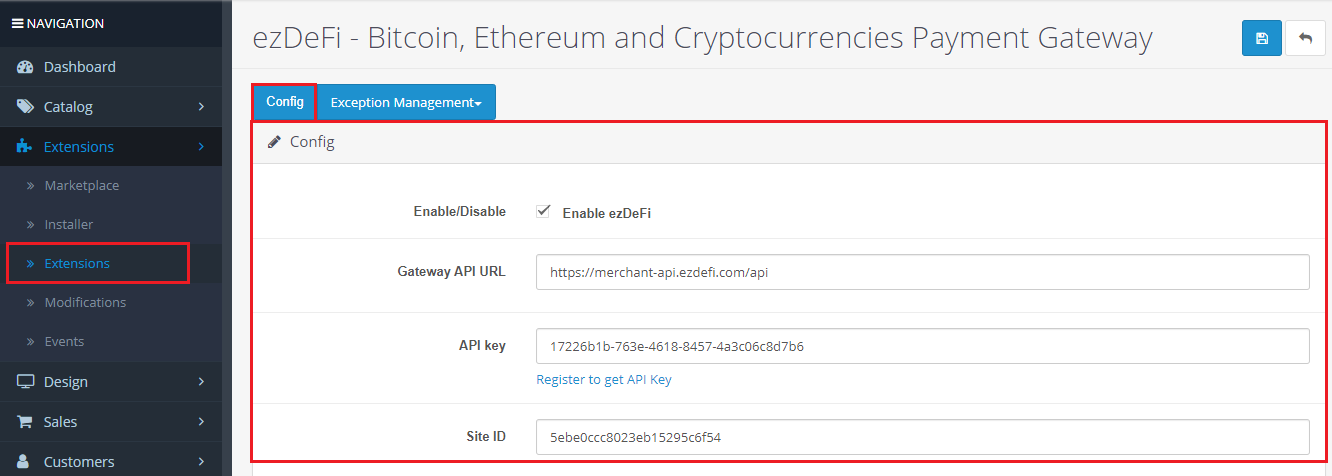 NAVIGATION
Dashboard
Catalog
Extensions
Marketplace
Installer
Extensions
Modifications
Events
Design
Sales
Customers
ezDeFi - Bitcoin, Ethereum and Cryptocurrencies Payment Gateway
Config Exception Management
Config
Enable/Disable Enable ezDeFi
Gateway API URL https://merchant-api.ezdefi.com/api
API key 17226b1b-763e-4618-8457-4a3c06c8d7b6
Register to get API Key
Site ID 5ebe0ccc8023eb15295c6f54